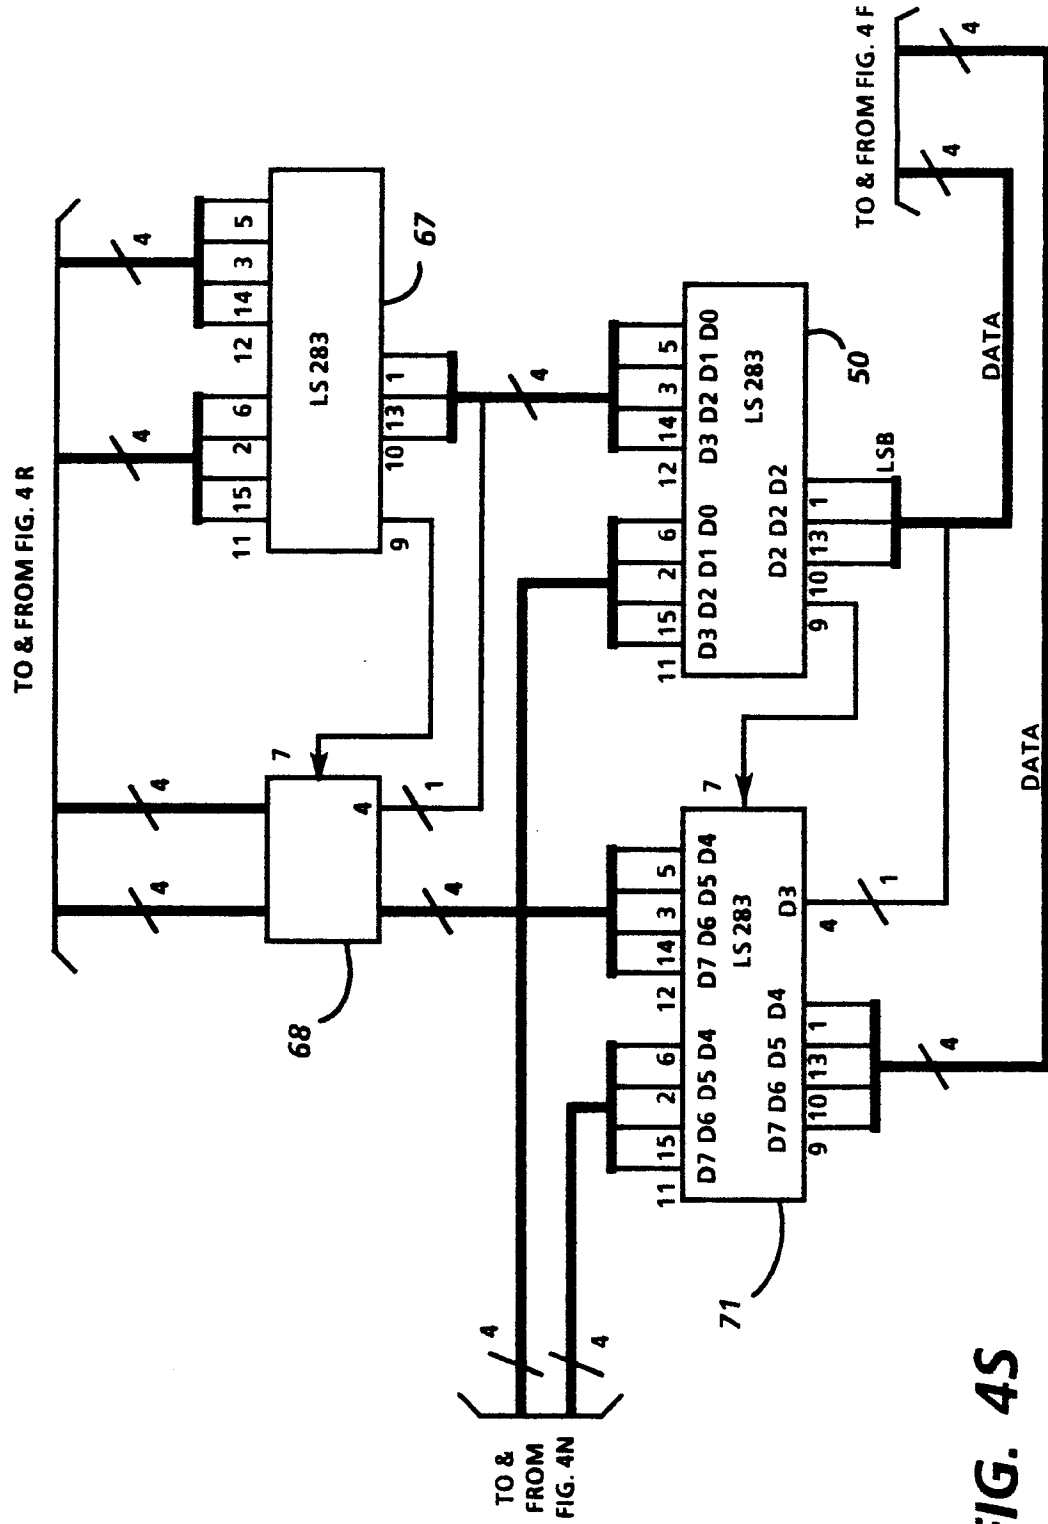 TO & FROM FIG. 4 R
4 4 4 4
11 15 2 6 12 14 3 5
LS 283
9 10 13 1
67
7
4
68
4 1 4
TO &
FROM
FIG. 4N
4
4
11 15 2 6 12 14 3 5
D7 D6 D5 D4 D7 D6 D5 D4
LS 283
D7 D6 D5 D4 D3
9 10 13 1 4
7
71
4 1
11 15 2 6 12 14 3 5
D3 D2 D1 D0 D3 D2 D1 D0
LS 283
D2 D2 D2
9 10 13 1
LSB
50
DATA
DATA
TO & FROM FIG. 4 F
4 4
FIG. 4S